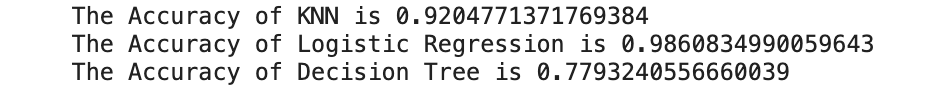 The Accuracy of KNN is 0.9204771371769384
The Accuracy of Logistic Regression is 0.9860834990059643
The Accuracy of Decision Tree is 0.7793240556660039